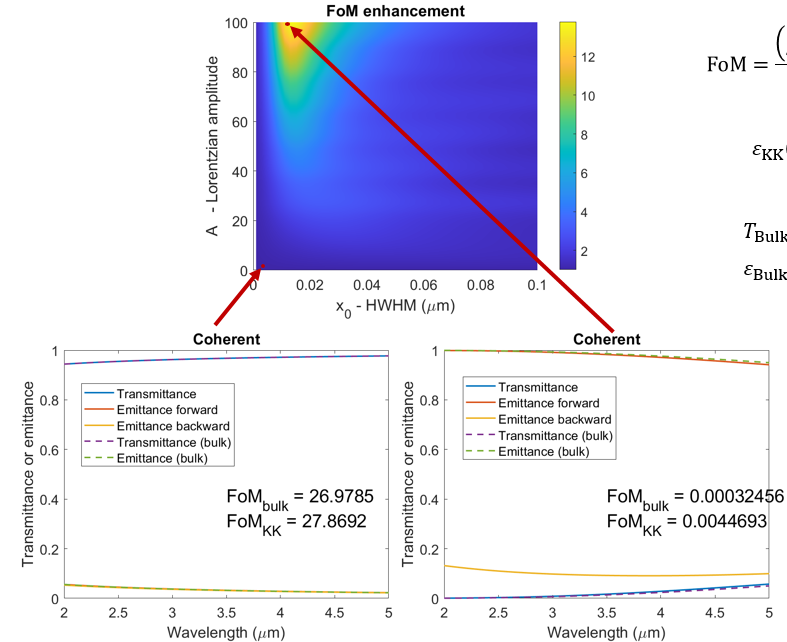 FoM enhancement
A - Lorentzian amplitude
100
80
60
40
20
0
0
0.02
0.04
0.06
0.08
0.1
x0 - HWHM (μm)
12
10
8
6
4
2
FoM =
εKK
TBulk
εBulk
Coherent
Transmittance or emittance
1
0.8
0.6
0.4
0.2
0
Transmittance
Emittance forward
Emittance backward
Transmittance (bulk)
Emittance (bulk)
FoMbulk = 26.9785
FoMKK = 27.8692
2
2.5
3
3.5
4
4.5
5
Wavelength (μm)
Coherent
Transmittance or emittance
1
0.8
0.6
0.4
0.2
0
Transmittance
Emittance forward
Emittance backward
Transmittance (bulk)
Emittance (bulk)
FoMbulk = 0.00032456
FoMKK = 0.0044693
2
2.5
3
3.5
4
4.5
5
Wavelength (μm)